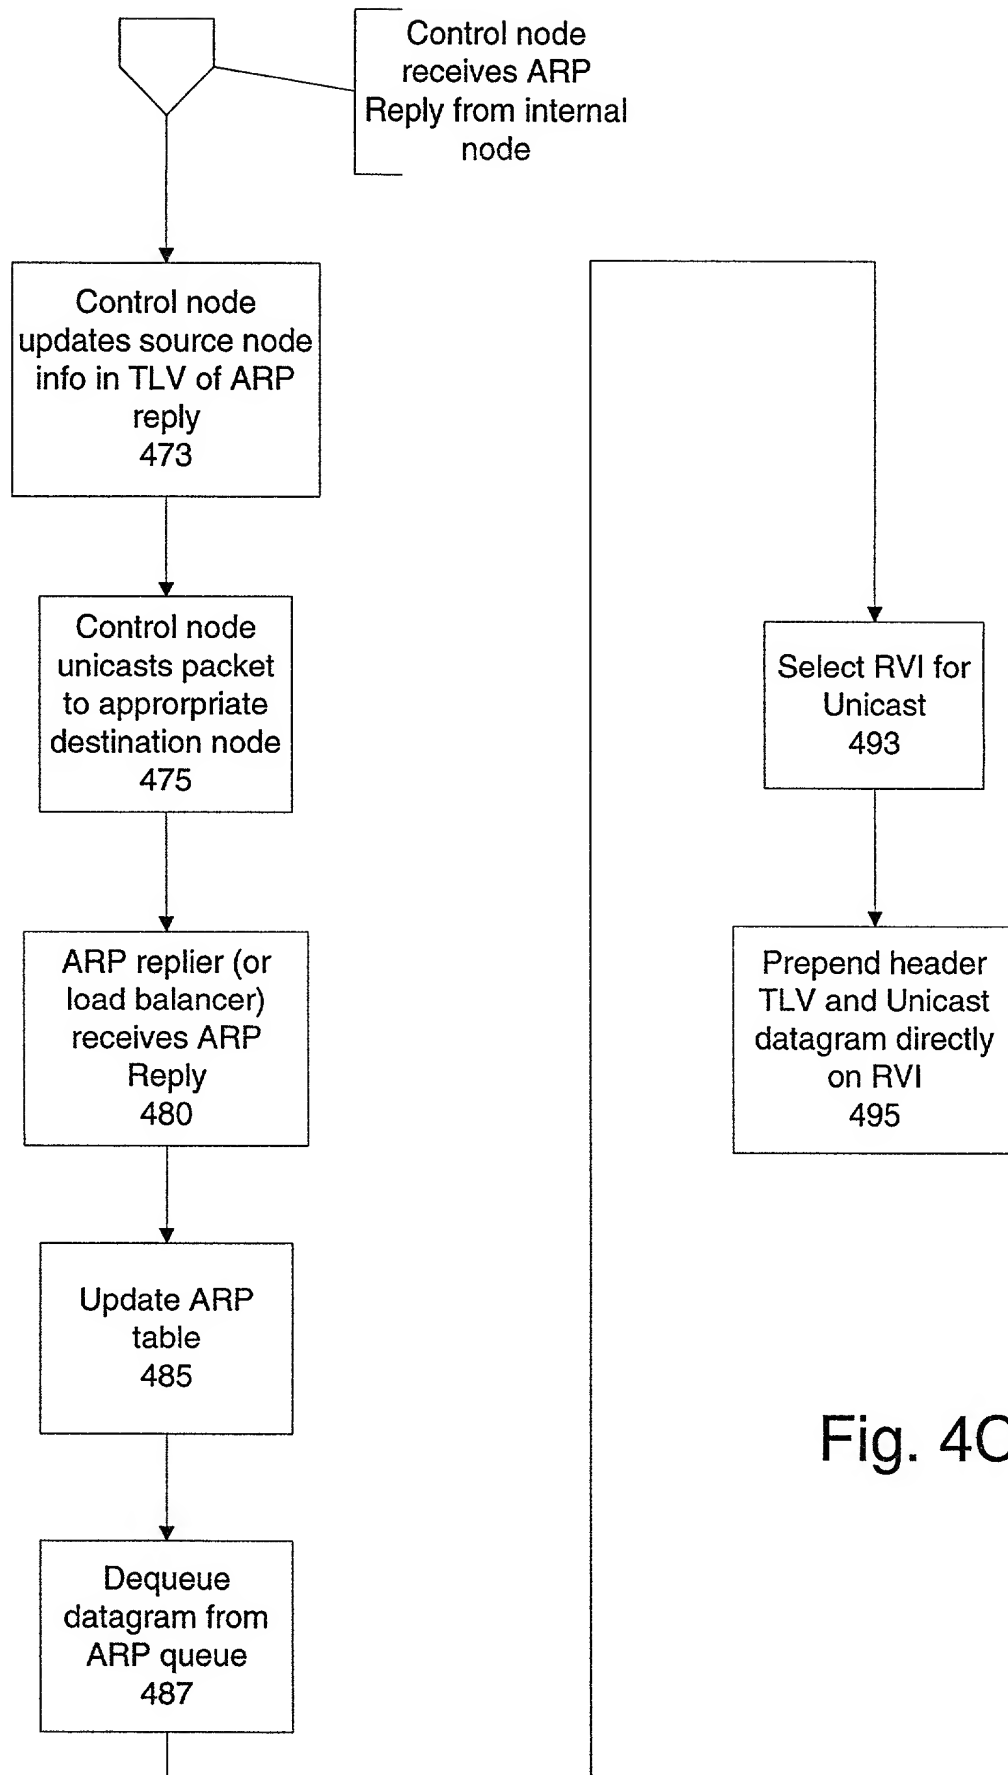 Control node
receives ARP
Reply from internal
node
Control node
updates source node
info in TLV of ARP
reply
473
Control node
unicasts packet
to approrpriate
destination node
475
ARP replier (or
load balancer)
receives ARP
Reply
480
Update ARP
table
485
Dequeue
datagram from
ARP queue
487
Select RVI for
Unicast
493
Prepend header
TLV and Unicast
datagram directly
on RVI
495
Fig. 4C